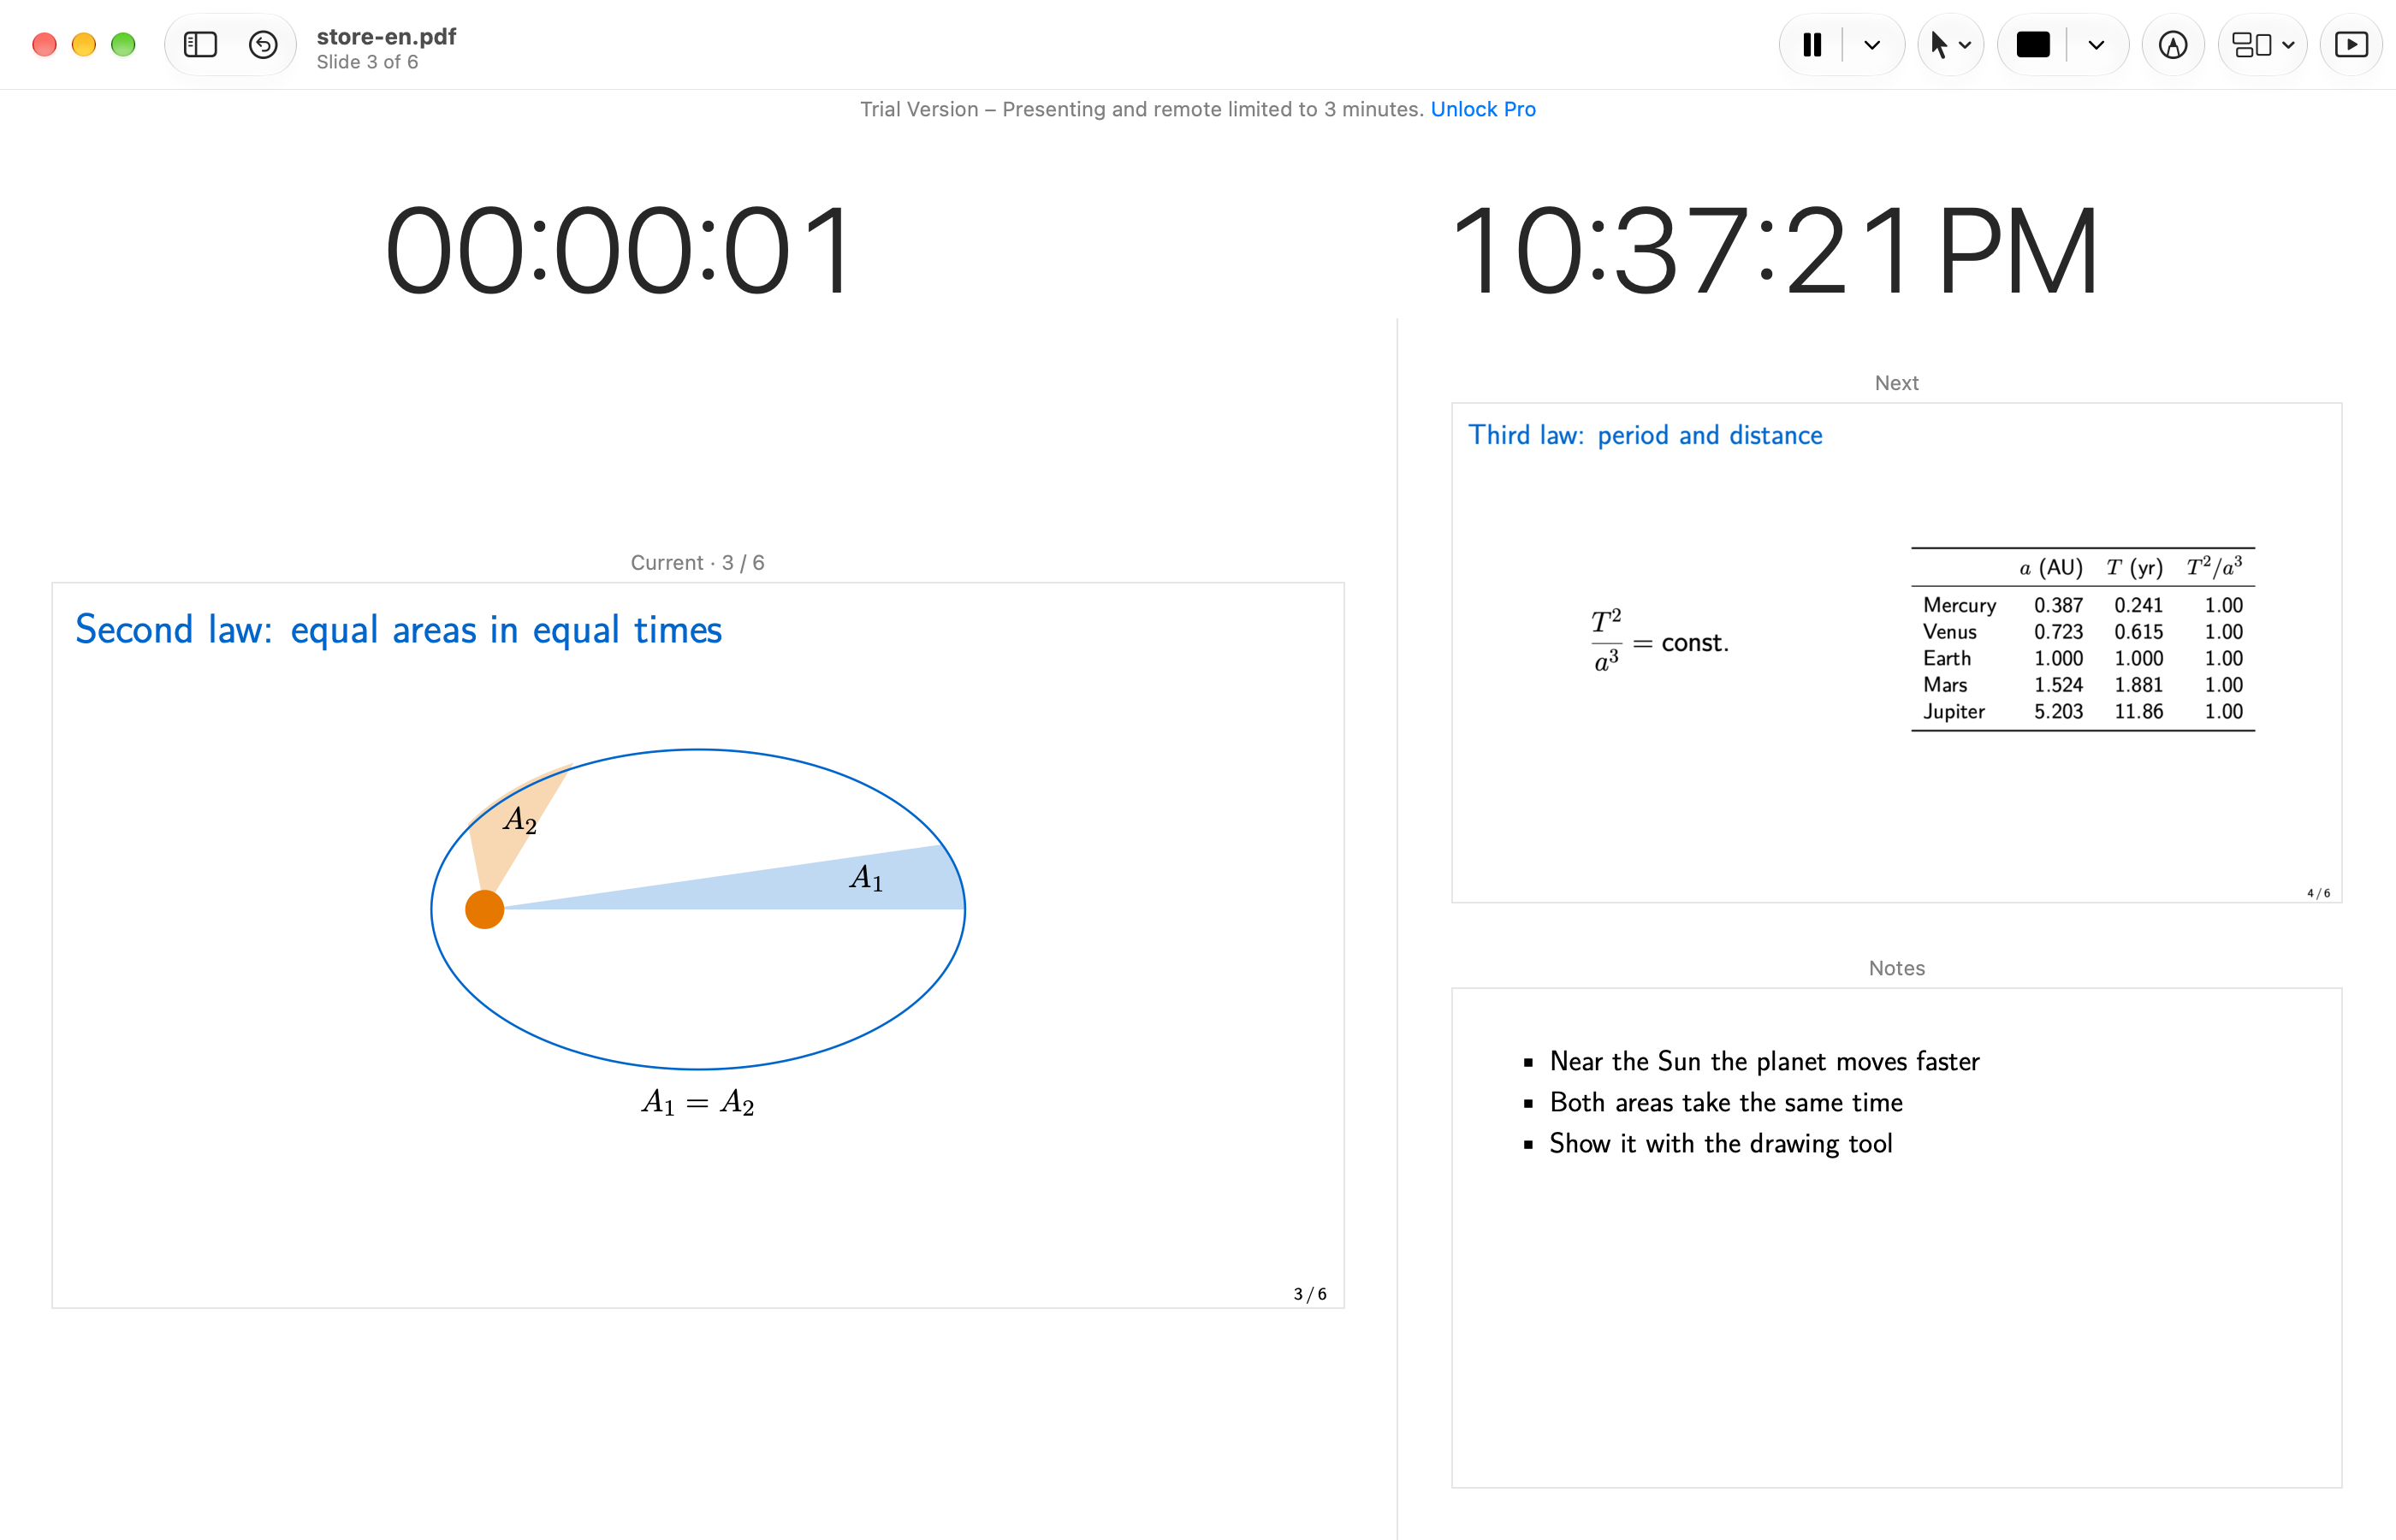 store-en.pdf
Slide 3 of 6
Trial Version – Presenting and remote limited to 3 minutes. Unlock Pro
00:00:01
10:37:21 PM
Current · 3 / 6
Second law: equal areas in equal times
A₂
A₁
A₁ = A₂
3 / 6
Next
Third law: period and distance
T²/a³ = const.
a (AU) T (yr) T²/a³
Mercury 0.387 0.241 1.00
Venus 0.723 0.615 1.00
Earth 1.000 1.000 1.00
Mars 1.524 1.881 1.00
Jupiter 5.203 11.86 1.00
4 / 6
Notes
▪ Near the Sun the planet moves faster
▪ Both areas take the same time
▪ Show it with the drawing tool